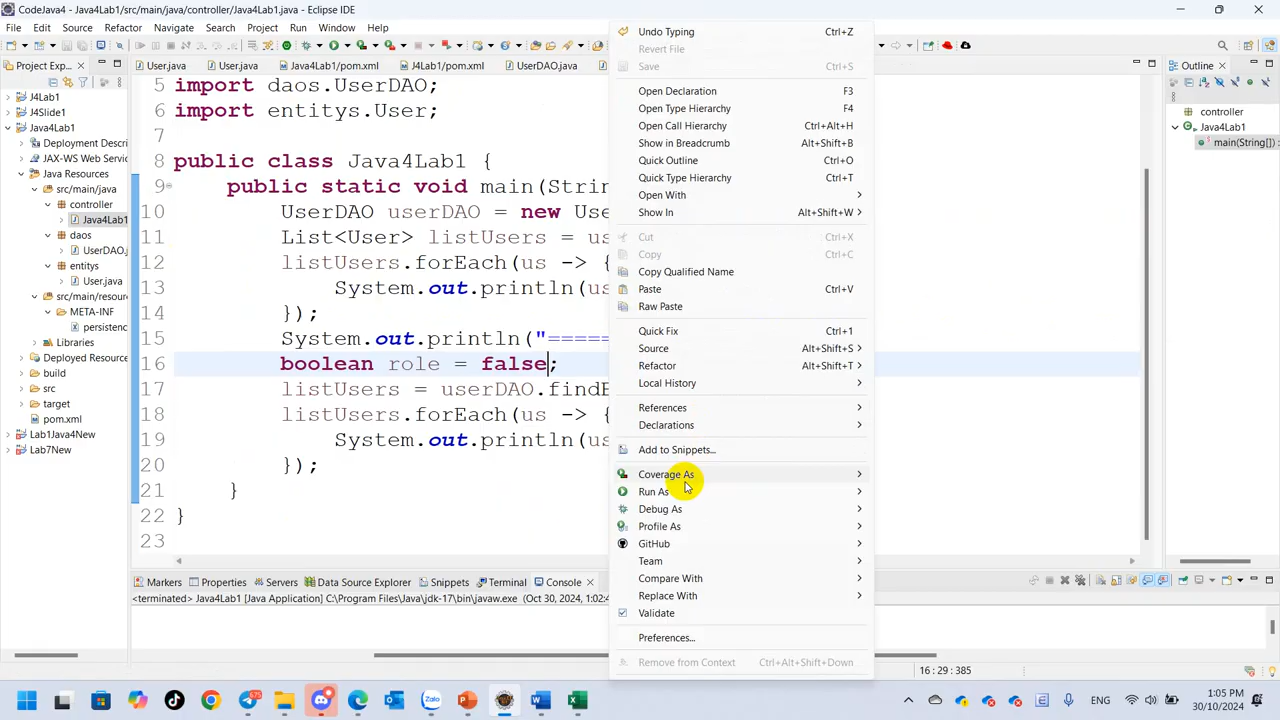 CodeJava4 - Java4Lab1/src/main/java/controller/Java4Lab1.java - Eclipse IDE
File Edit Source Refactor Navigate Search Project Run Window Help
Project Exp...
J4Lab1
J4Slide1
Java4Lab1
Deployment Descri
JAX-WS Web Servic
Java Resources
src/main/java
controller
Java4Lab1
daos
UserDAO.
entitys
User.java
src/main/resour
META-INF
persistenc
Libraries
Deployed Resource
build
src
target
pom.xml
Lab1Java4New
Lab7New
User.java User.java Java4Lab1/pom.xml J4Lab1/pom.xml UserDAO.java
5 import daos.UserDAO;
6 import entitys.User;
7
8 public class Java4Lab1 {
9 public static void main(Strin
10 UserDAO userDAO = new Use
11 List<User> listUsers = us
12 listUsers.forEach(us -> {
13 System.out.println(us
14 });
15 System.out.println("=====
16 boolean role = false;
17 listUsers = userDAO.findB
18 listUsers.forEach(us -> {
19 System.out.println(us
20 });
21 }
22 }
23
Undo Typing Ctrl+Z
Revert File
Save Ctrl+S
Open Declaration F3
Open Type Hierarchy F4
Open Call Hierarchy Ctrl+Alt+H
Show in Breadcrumb Alt+Shift+B
Quick Outline Ctrl+O
Quick Type Hierarchy Ctrl+T
Open With
Show In Alt+Shift+W
Cut Ctrl+X
Copy Ctrl+C
Copy Qualified Name
Paste Ctrl+V
Raw Paste
Quick Fix Ctrl+1
Source Alt+Shift+S
Refactor Alt+Shift+T
Local History
References
Declarations
Add to Snippets...
Coverage As
Run As
Debug As
Profile As
GitHub
Team
Compare With
Replace With
Validate
Preferences...
Remove from Context Ctrl+Alt+Shift+Down
Outline
controller
Java4Lab1
main(String[]) :
Markers Properties Servers Data Source Explorer Snippets Terminal Console
<terminated> Java4Lab1 [Java Application] C:\Program Files\Java\jdk-17\bin\javaw.exe (Oct 30, 2024, 1:02:4
16 : 29 : 385
Zalo
ENG
1:05 PM
30/10/2024